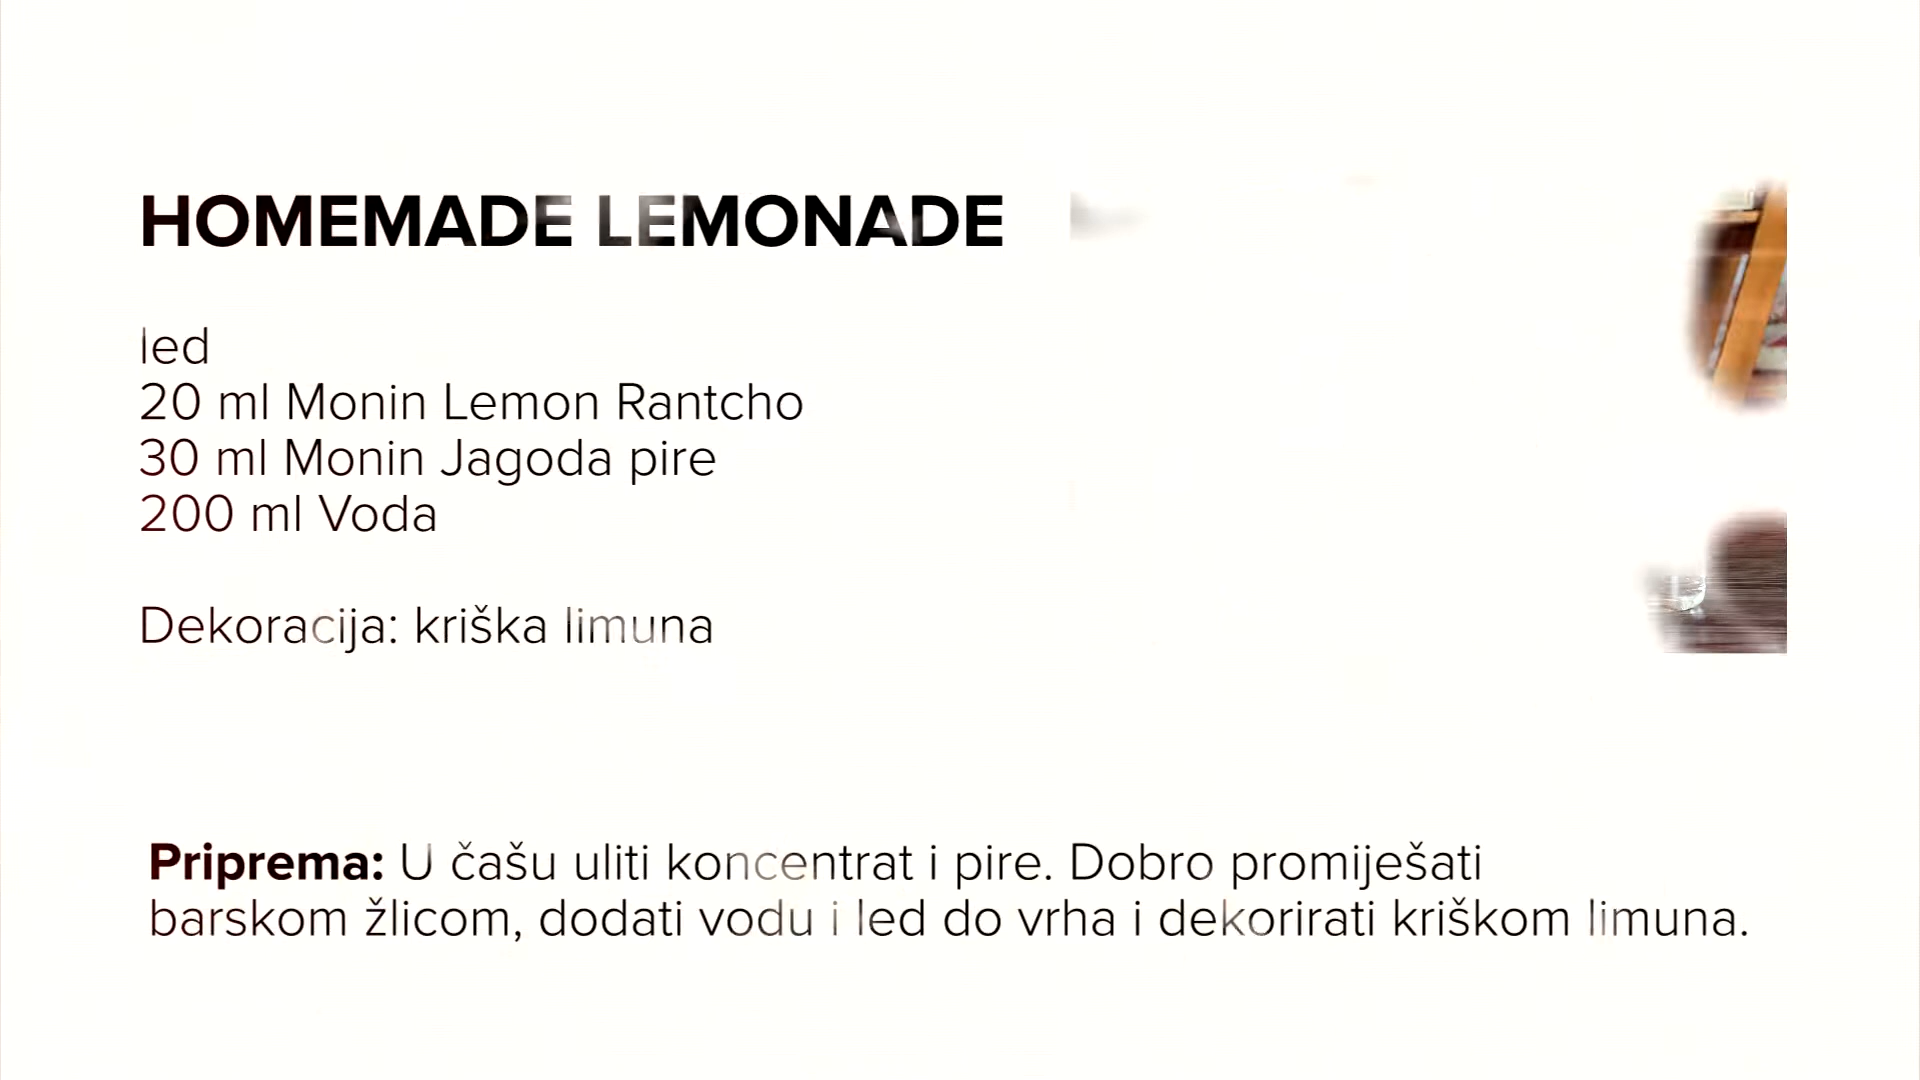 HOMEMADE LEMONADE
led
20 ml Monin Lemon Rantcho
30 ml Monin Jagoda pire
200 ml Voda
Dekoracija: kriška limuna
Priprema: U čašu uliti koncentrat i pire. Dobro promiješati
barskom žlicom, dodati vodu i led do vrha i dekorirati kriškom limuna.